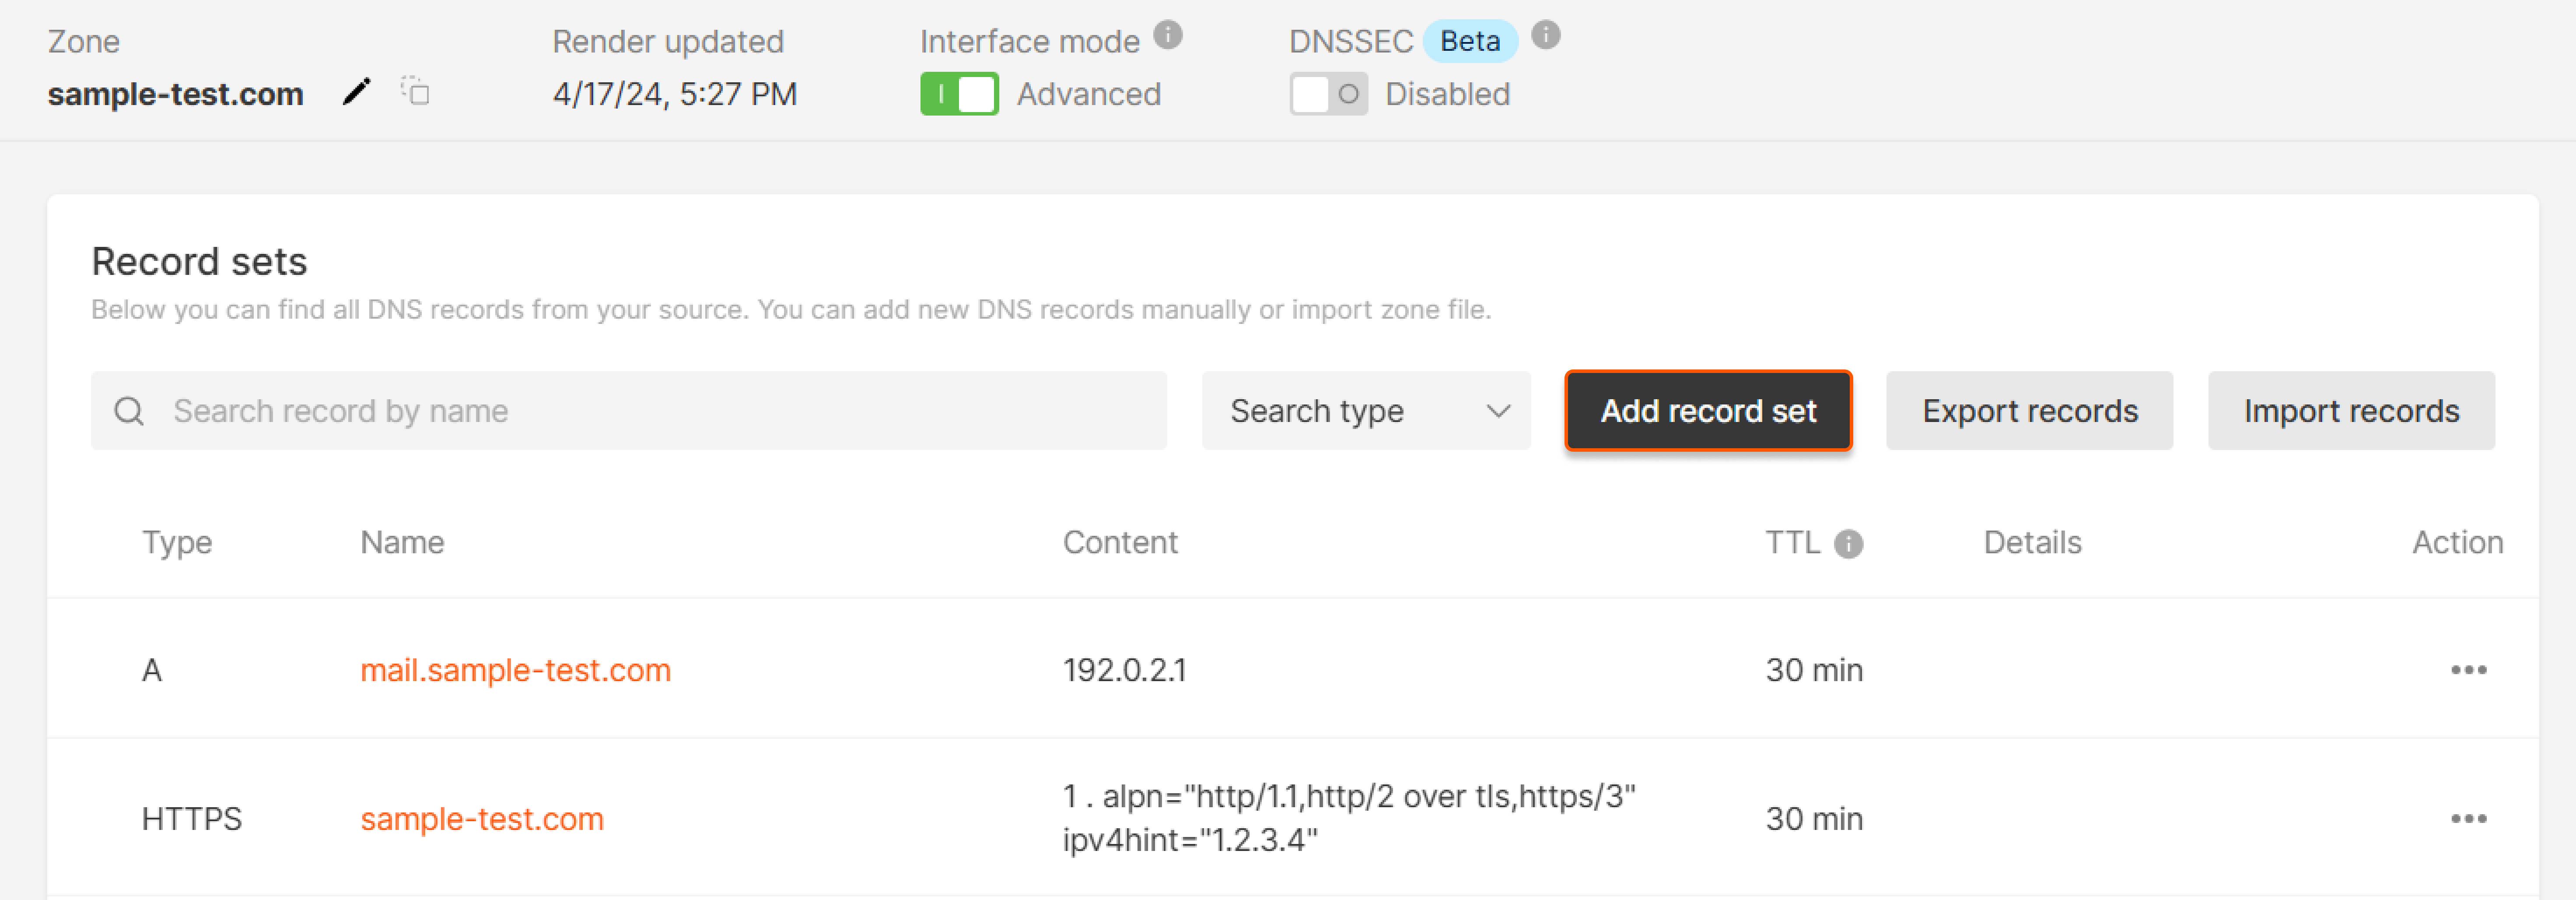 Zone
Render updated
Interface mode
DNSSEC Beta
sample-test.com
4/17/24, 5:27 PM
Advanced
Disabled
Record sets
Below you can find all DNS records from your source. You can add new DNS records manually or import zone file.
Search record by name
Search type
Add record set
Export records
Import records
Type
Name
Content
TTL
Details
Action
A
mail.sample-test.com
192.0.2.1
30 min
HTTPS
sample-test.com
1 . alpn="http/1.1,http/2 over tls,https/3"
ipv4hint="1.2.3.4"
30 min